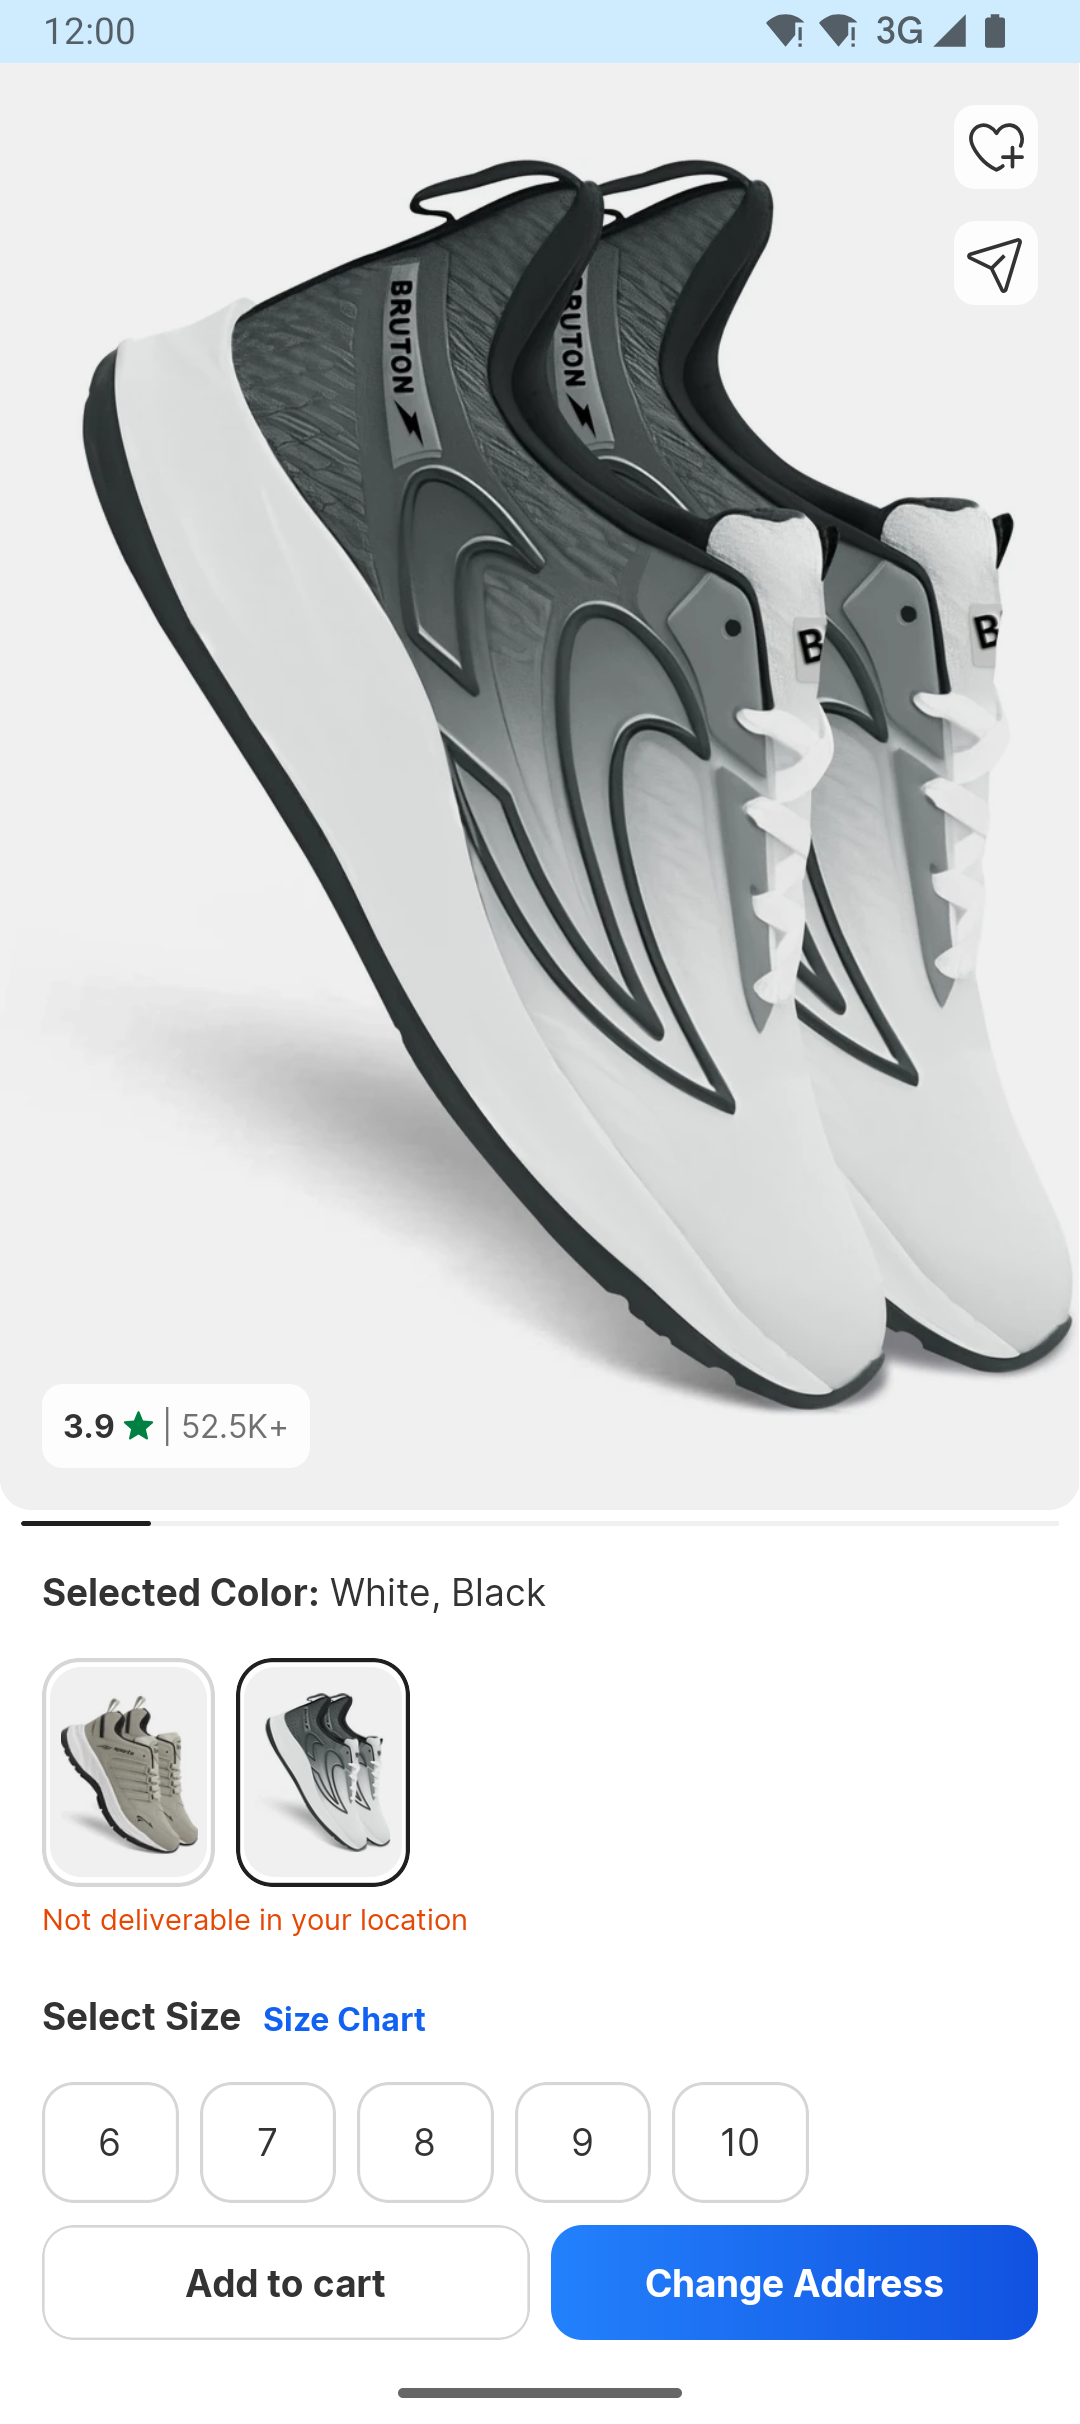 12:00
3G
BRUTON
BRUTON
B
B
3.9 ★ | 52.5K+
Selected Color: White, Black
Not deliverable in your location
Select Size Size Chart
6 7 8 9 10
Add to cart Change Address